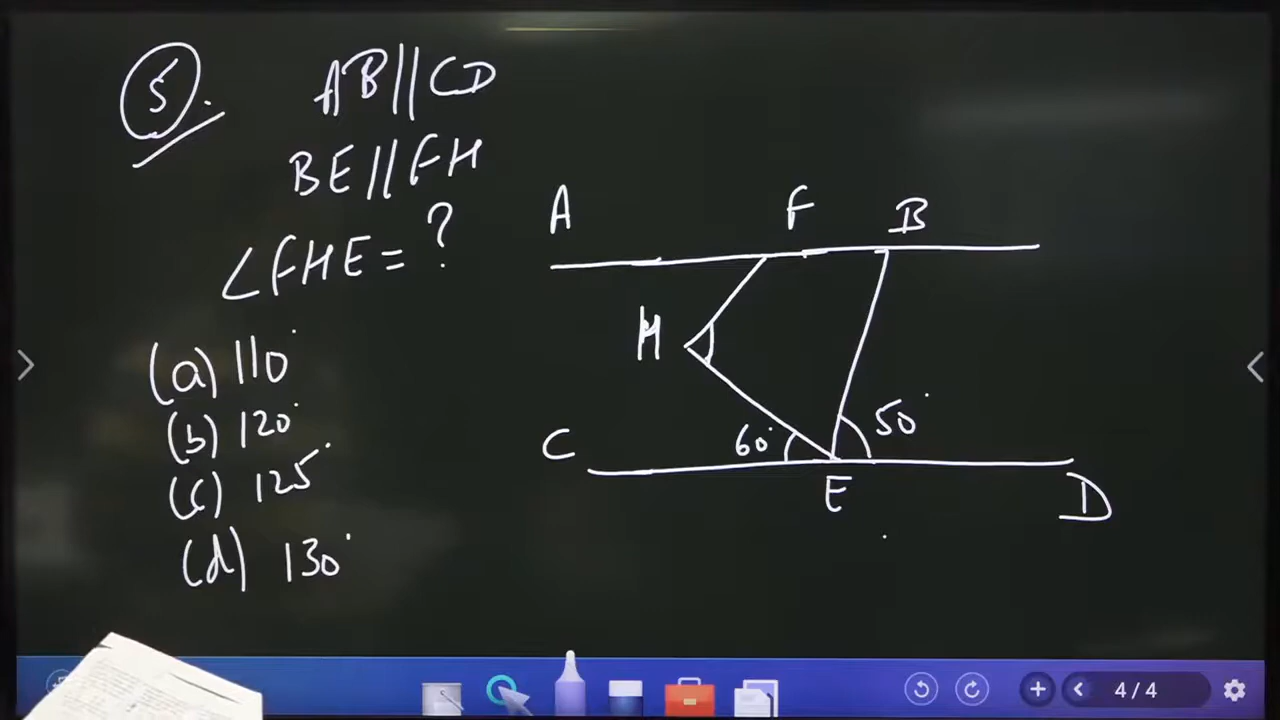 5.
AB||CD
BE||FH
∠FHE = ?
(a) 110°
(b) 120°
(c) 125°
(d) 130°
A F B
H
60° 50°
C E D
4/4